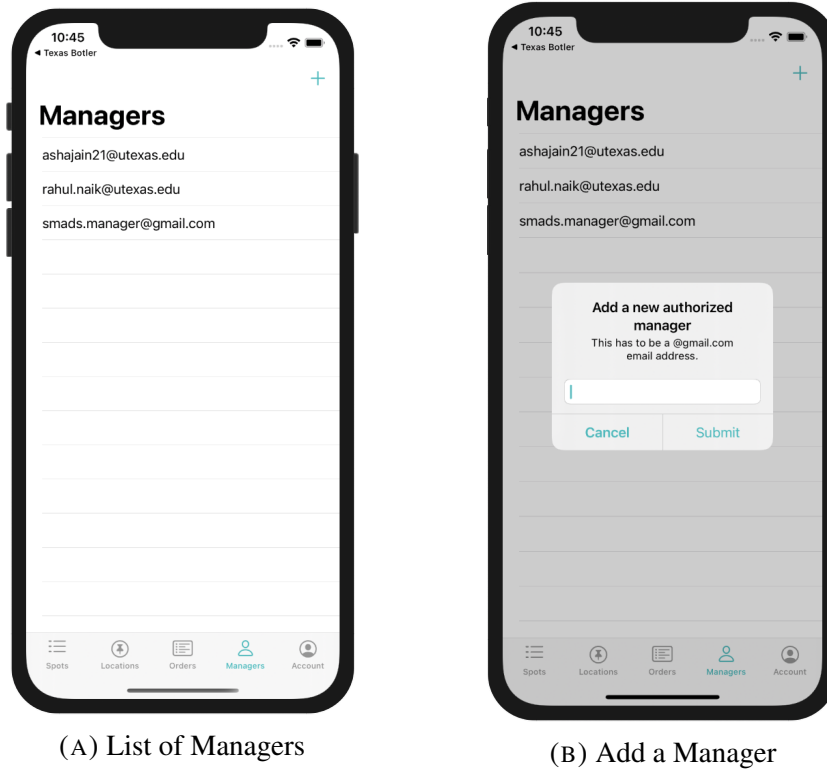 10:45
◀ Texas Botler
+
Managers
ashajain21@utexas.edu
rahul.naik@utexas.edu
smads.manager@gmail.com
Spots Locations Orders Managers Account
(A) List of Managers
10:45
◀ Texas Botler
+
Managers
ashajain21@utexas.edu
rahul.naik@utexas.edu
smads.manager@gmail.com
Add a new authorized
manager
This has to be a @gmail.com
email address.
Cancel Submit
Spots Locations Orders Managers Account
(B) Add a Manager